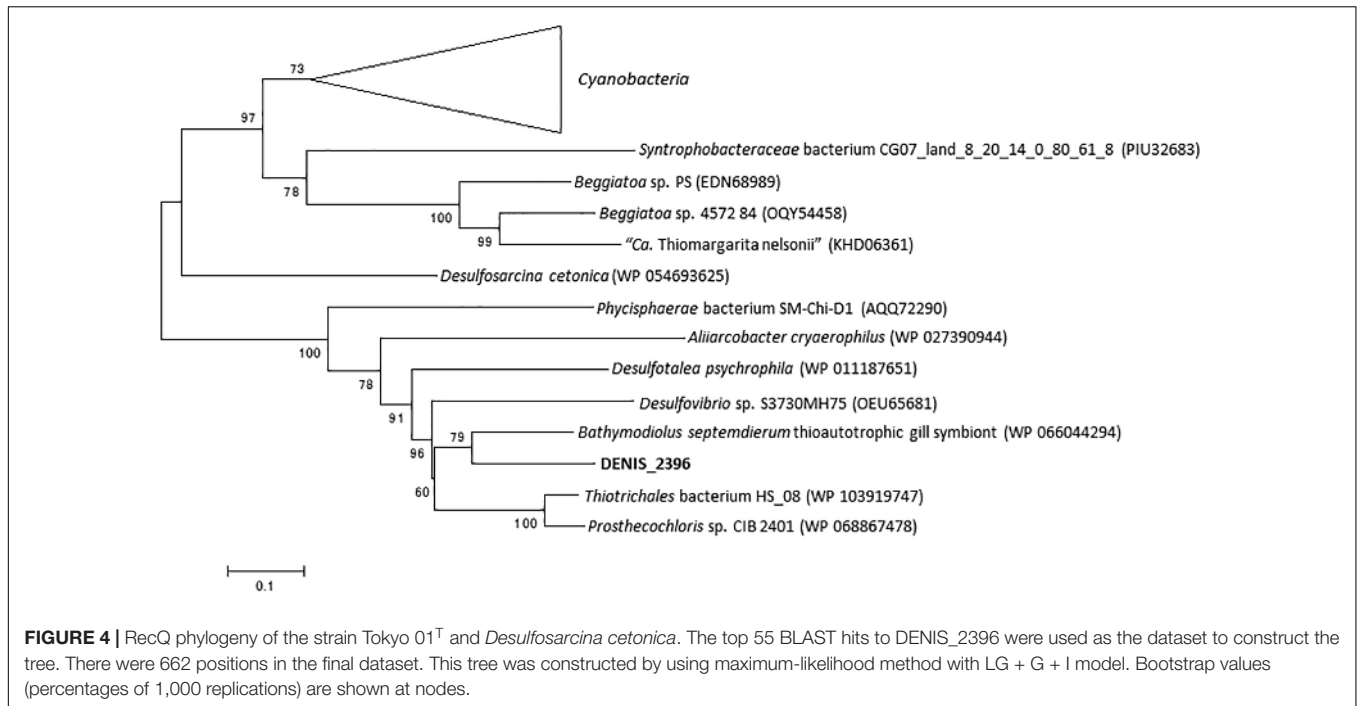 73
Cyanobacteria
97
Syntrophobacteraceae bacterium CG07_land_8_20_14_0_80_61_8 (PIU32683)
78
Beggiatoa sp. PS (EDN68989)
100
Beggiatoa sp. 4572 84 (OQY54458)
99
"Ca. Thiomargarita nelsonii" (KHD06361)
Desulfosarcina cetonica (WP 054693625)
Phycisphaerae bacterium SM-Chi-D1 (AQQ72290)
100
Aliiarcobacter cryaerophilus (WP 027390944)
78
Desulfotalea psychrophila (WP 011187651)
91
Desulfovibrio sp. S3730MH75 (OEU65681)
79
Bathymodiolus septemdierum thioautotrophic gill symbiont (WP 066044294)
96
DENIS_2396
60
Thiotrichales bacterium HS_08 (WP 103919747)
100
Prosthecochloris sp. CIB 2401 (WP 068867478)
0.1
FIGURE 4 | RecQ phylogeny of the strain Tokyo 01T and Desulfosarcina cetonica. The top 55 BLAST hits to DENIS_2396 were used as the dataset to construct the
tree. There were 662 positions in the final dataset. This tree was constructed by using maximum-likelihood method with LG + G + I model. Bootstrap values
(percentages of 1,000 replications) are shown at nodes.